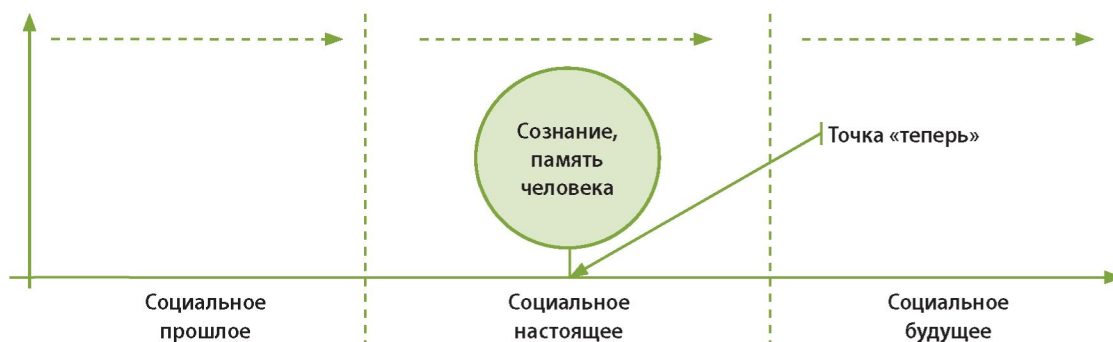 Сознание,
память
человека
Точка «теперь»
Социальное
прошлое
Социальное
настоящее
Социальное
будущее